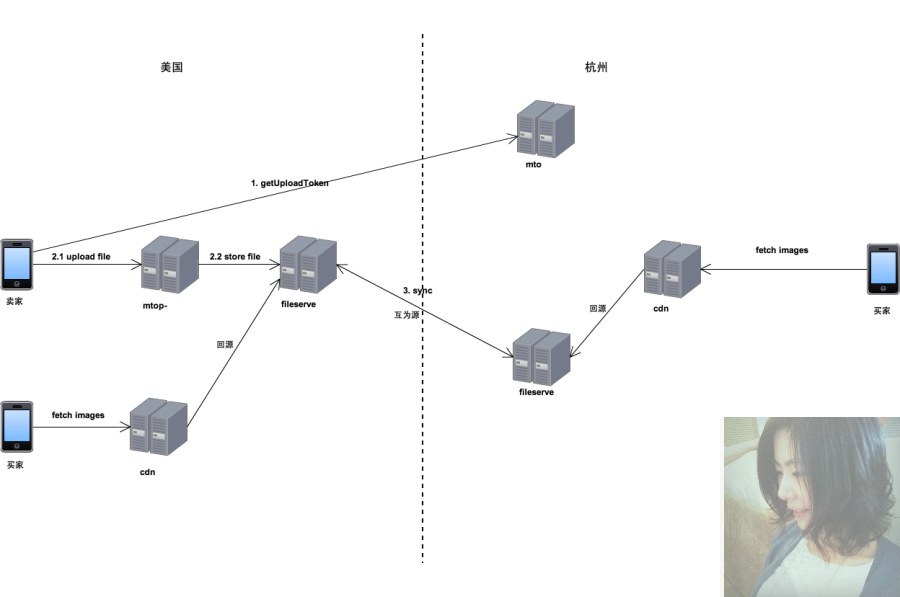 美国
杭州
mto
1. getUploadToken
fetch images
2.1 upload file
2.2 store file
卖家
mtop-
fileserve
3. sync
互为源
回源
cdn
买家
回源
fileserve
fetch images
买家
cdn